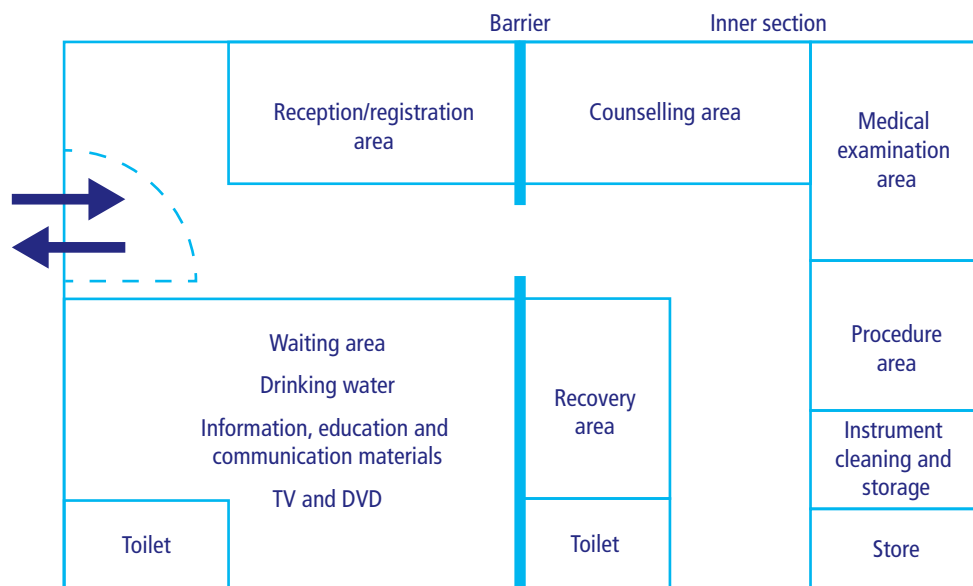 Barrier
Inner section
Reception/registration
area
Counselling area
Medical
examination
area
Waiting area
Drinking water
Information, education and
communication materials
TV and DVD
Toilet
Recovery
area
Toilet
Procedure
area
Instrument
cleaning and
storage
Store